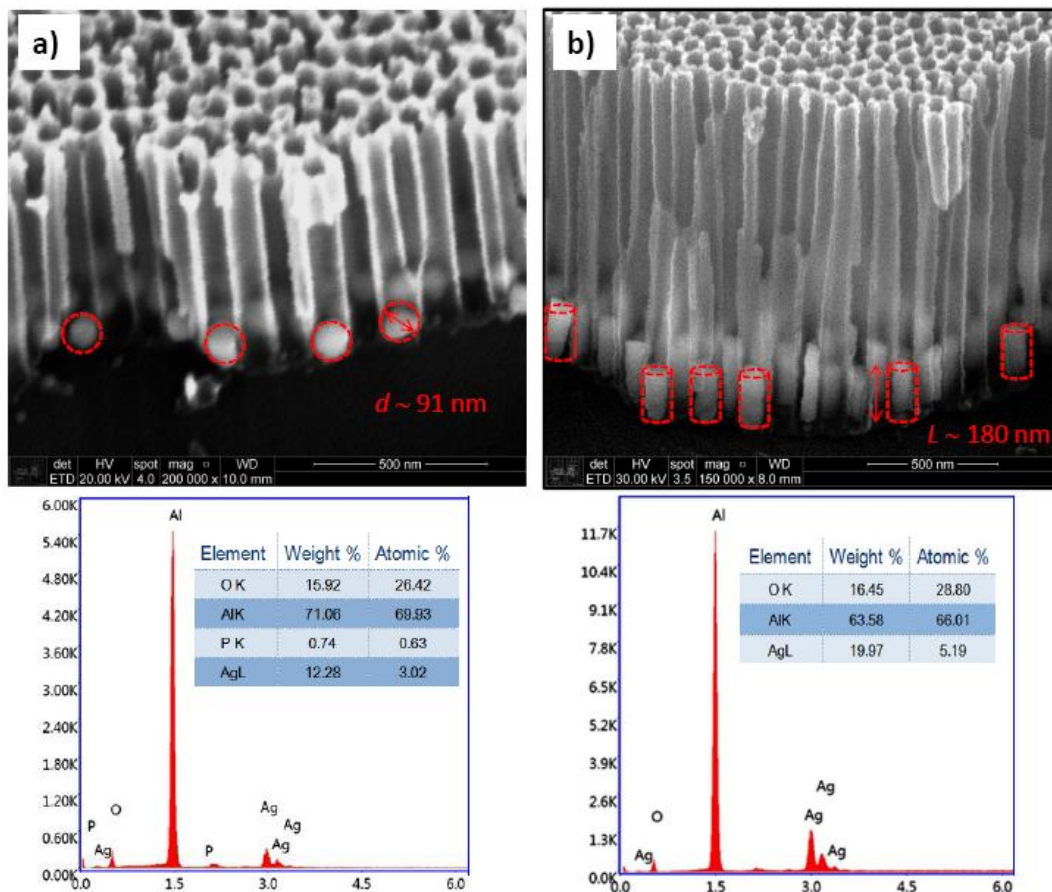 a)
d ~ 91 nm
det HV spot mag □ WD 500 nm
ETD 20.00 kV 4.0 200 000 x 10.0 mm
b)
L ~ 180 nm
det HV spot mag □ WD 500 nm
ETD 30.00 kV 3.5 150 000 x 8.0 mm
6.00K
5.40K
4.80K
4.20K
3.60K
3.00K
2.40K
1.80K
1.20K
0.60K
0.00K
Al
Element Weight % Atomic %
O K 15.92 26.42
AlK 71.06 69.93
P K 0.74 0.63
AgL 12.28 3.02
P
O
Ag
P
Ag
Ag
Ag
0.0 1.5 3.0 4.5 6.0
11.7K
10.4K
9.1K
7.8K
6.5K
5.2K
3.9K
2.6K
1.3K
0.0K
Al
Element Weight % Atomic %
O K 16.45 28.80
AlK 63.58 66.01
AgL 19.97 5.19
O
Ag
Ag
Ag
Ag
0.0 1.5 3.0 4.5 6.0